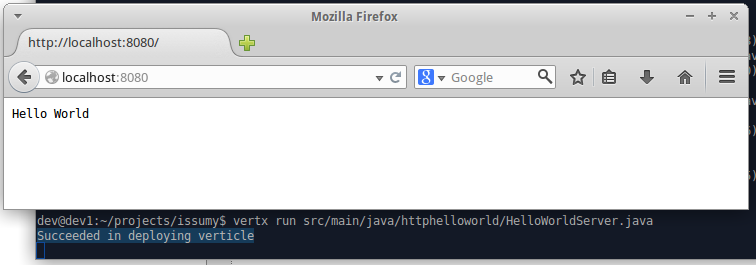 Mozilla Firefox
http://localhost:8080/
localhost:8080
Google
Hello World
dev@dev1:~/projects/issumy$ vertx run src/main/java/httphelloworld/HelloWorldServer.java
Succeeded in deploying verticle